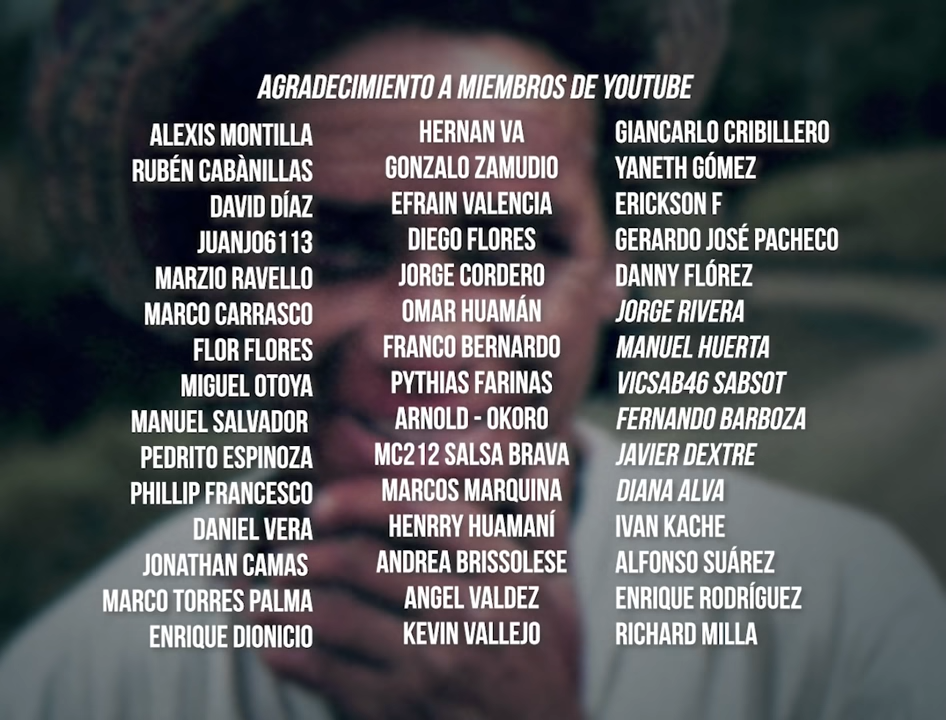 AGRADECIMIENTO A MIEMBROS DE YOUTUBE
ALEXIS MONTILLA
RUBÉN CABÀNILLAS
DAVID DÍAZ
JUANJO6113
MARZIO RAVELLO
MARCO CARRASCO
FLOR FLORES
MIGUEL OTOYA
MANUEL SALVADOR
PEDRITO ESPINOZA
PHILLIP FRANCESCO
DANIEL VERA
JONATHAN CAMAS
MARCO TORRES PALMA
ENRIQUE DIONICIO
HERNAN VA
GONZALO ZAMUDIO
EFRAIN VALENCIA
DIEGO FLORES
JORGE CORDERO
OMAR HUAMÁN
FRANCO BERNARDO
PYTHIAS FARINAS
ARNOLD - OKORO
MC212 SALSA BRAVA
MARCOS MARQUINA
HENRRY HUAMANÍ
ANDREA BRISSOLESE
ANGEL VALDEZ
KEVIN VALLEJO
GIANCARLO CRIBILLERO
YANETH GÓMEZ
ERICKSON F
GERARDO JOSÉ PACHECO
DANNY FLÓREZ
JORGE RIVERA
MANUEL HUERTA
VICSAB46 SABSOT
FERNANDO BARBOZA
JAVIER DEXTRE
DIANA ALVA
IVAN KACHE
ALFONSO SUÁREZ
ENRIQUE RODRÍGUEZ
RICHARD MILLA